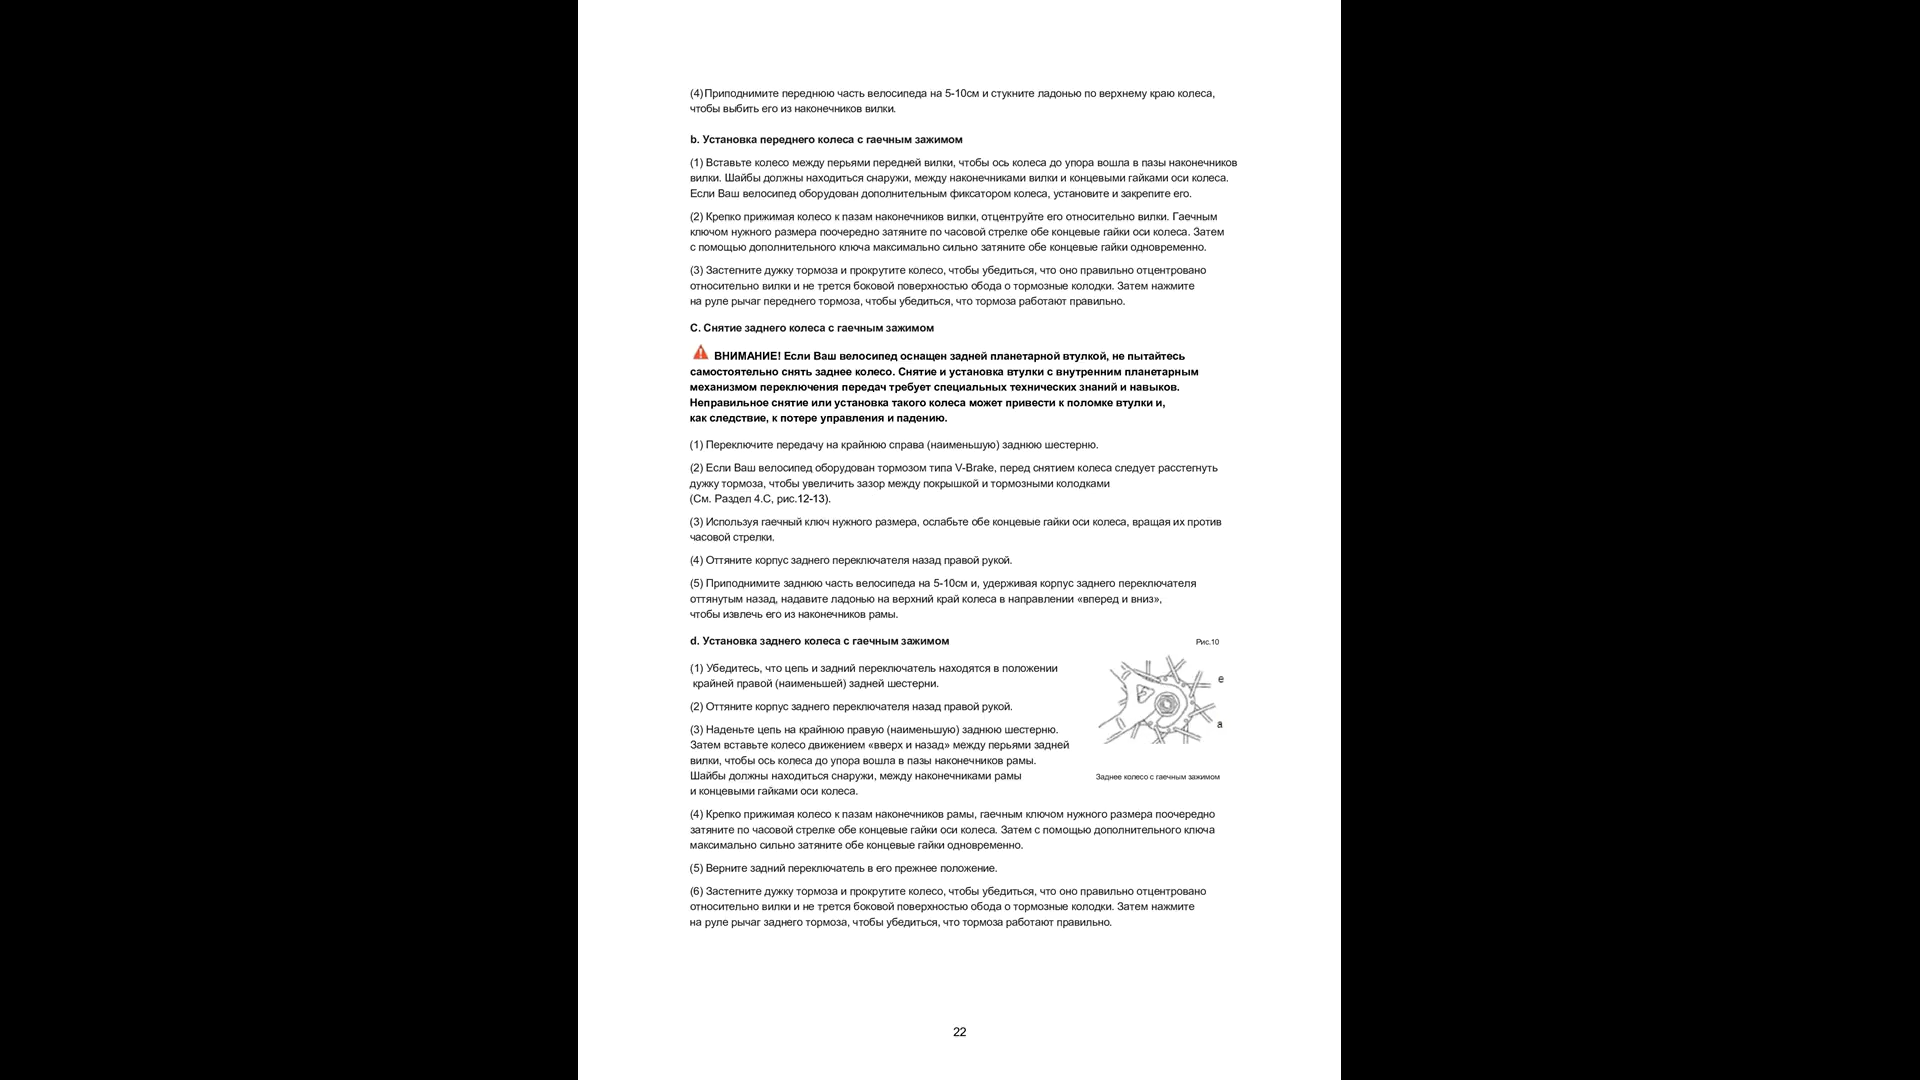 (4)Приподнимите переднюю часть велосипеда на 5-10см и стукните ладонью по верхнему краю колеса,
чтобы выбить его из наконечников вилки.
b. Установка переднего колеса с гаечным зажимом
(1) Вставьте колесо между перьями передней вилки, чтобы ось колеса до упора вошла в пазы наконечников
вилки. Шайбы должны находиться снаружи, между наконечниками вилки и концевыми гайками оси колеса.
Если Ваш велосипед оборудован дополнительным фиксатором колеса, установите и закрепите его.
(2) Крепко прижимая колесо к пазам наконечников вилки, отцентруйте его относительно вилки. Гаечным
ключом нужного размера поочередно затяните по часовой стрелке обе концевые гайки оси колеса. Затем
с помощью дополнительного ключа максимально сильно затяните обе концевые гайки одновременно.
(3) Застегните дужку тормоза и прокрутите колесо, чтобы убедиться, что оно правильно отцентровано
относительно вилки и не трется боковой поверхностью обода о тормозные колодки. Затем нажмите
на руле рычаг переднего тормоза, чтобы убедиться, что тормоза работают правильно.
С. Снятие заднего колеса с гаечным зажимом
ВНИМАНИЕ! Если Ваш велосипед оснащен задней планетарной втулкой, не пытайтесь
самостоятельно снять заднее колесо. Снятие и установка втулки с внутренним планетарным
механизмом переключения передач требует специальных технических знаний и навыков.
Неправильное снятие или установка такого колеса может привести к поломке втулки и,
как следствие, к потере управления и падению.
(1) Переключите передачу на крайнюю справа (наименьшую) заднюю шестерню.
(2) Если Ваш велосипед оборудован тормозом типа V-Brake, перед снятием колеса следует расстегнуть
дужку тормоза, чтобы увеличить зазор между покрышкой и тормозными колодками
(См. Раздел 4.С, рис.12-13).
(3) Используя гаечный ключ нужного размера, ослабьте обе концевые гайки оси колеса, вращая их против
часовой стрелки.
(4) Оттяните корпус заднего переключателя назад правой рукой.
(5) Приподнимите заднюю часть велосипеда на 5-10см и, удерживая корпус заднего переключателя
оттянутым назад, надавите ладонью на верхний край колеса в направлении «вперед и вниз»,
чтобы извлечь его из наконечников рамы.
d. Установка заднего колеса с гаечным зажимом
Рис.10
(1) Убедитесь, что цепь и задний переключатель находятся в положении
крайней правой (наименьшей) задней шестерни.
(2) Оттяните корпус заднего переключателя назад правой рукой.
(3) Наденьте цепь на крайнюю правую (наименьшую) заднюю шестерню.
Затем вставьте колесо движением «вверх и назад» между перьями задней
вилки, чтобы ось колеса до упора вошла в пазы наконечников рамы.
Шайбы должны находиться снаружи, между наконечниками рамы
и концевыми гайками оси колеса.
e
a
Заднее колесо с гаечным зажимом
(4) Крепко прижимая колесо к пазам наконечников рамы, гаечным ключом нужного размера поочередно
затяните по часовой стрелке обе концевые гайки оси колеса. Затем с помощью дополнительного ключа
максимально сильно затяните обе концевые гайки одновременно.
(5) Верните задний переключатель в его прежнее положение.
(6) Застегните дужку тормоза и прокрутите колесо, чтобы убедиться, что оно правильно отцентровано
относительно вилки и не трется боковой поверхностью обода о тормозные колодки. Затем нажмите
на руле рычаг заднего тормоза, чтобы убедиться, что тормоза работают правильно.
22